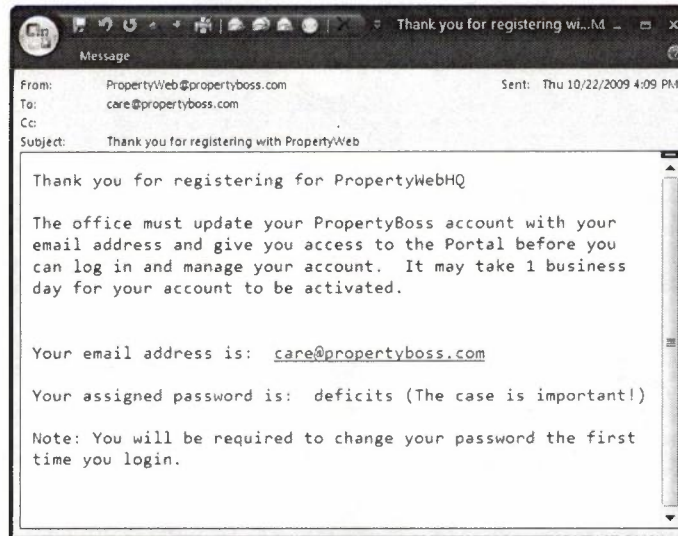 Thank you for registering wi...M
Message
From: PropertyWeb@propertyboss.com Sent: Thu 10/22/2009 4:09 PM
To: care@propertyboss.com
Cc:
Subject: Thank you for registering with PropertyWeb
Thank you for registering for PropertyWebHQ
The office must update your PropertyBoss account with your
email address and give you access to the Portal before you
can log in and manage your account. It may take 1 business
day for your account to be activated.
Your email address is: care@propertyboss.com
Your assigned password is: deficits (The case is important!)
Note: You will be required to change your password the first
time you login.